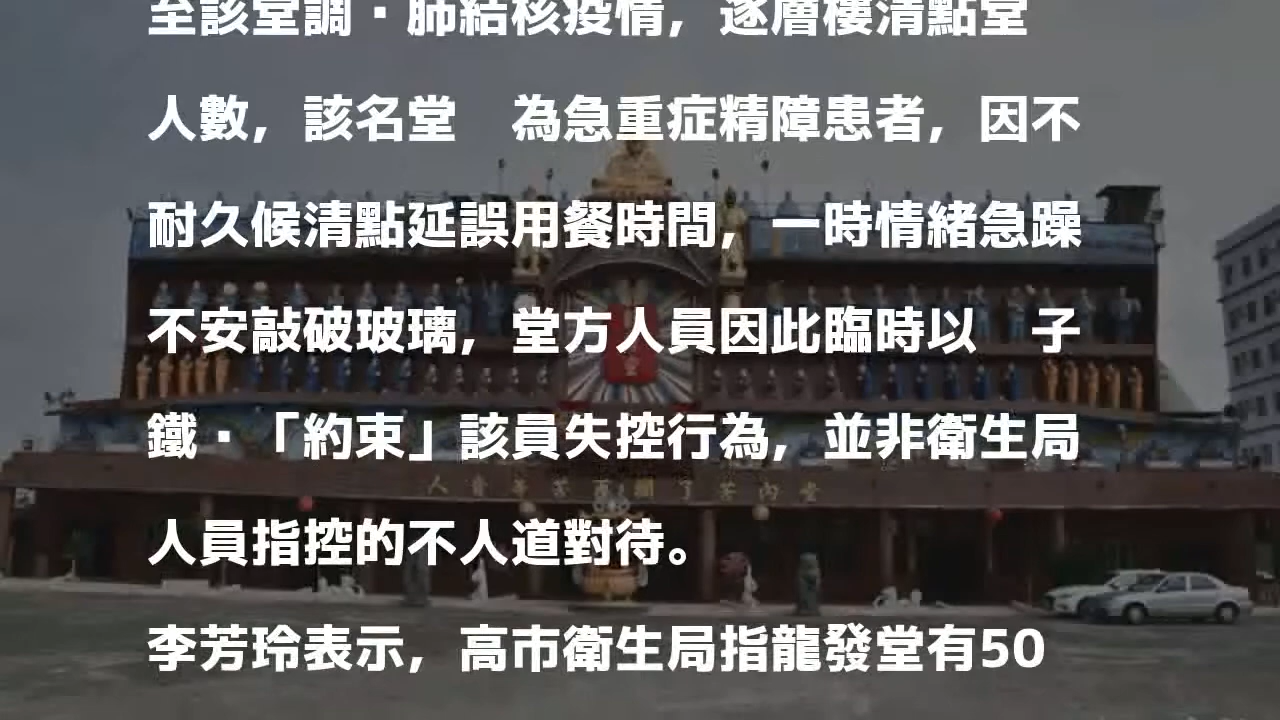 至該堂調·肺結核疫情，逐層樓清點堂
人數，該名堂　為急重症精障患者，因不
耐久候清點延誤用餐時間，一時情緒急躁
不安敲破玻璃，堂方人員因此臨時以　子
鐵·「約束」該員失控行為，並非衛生局
人員指控的不人道對待。
李芳玲表示，高市衛生局指龍發堂有50